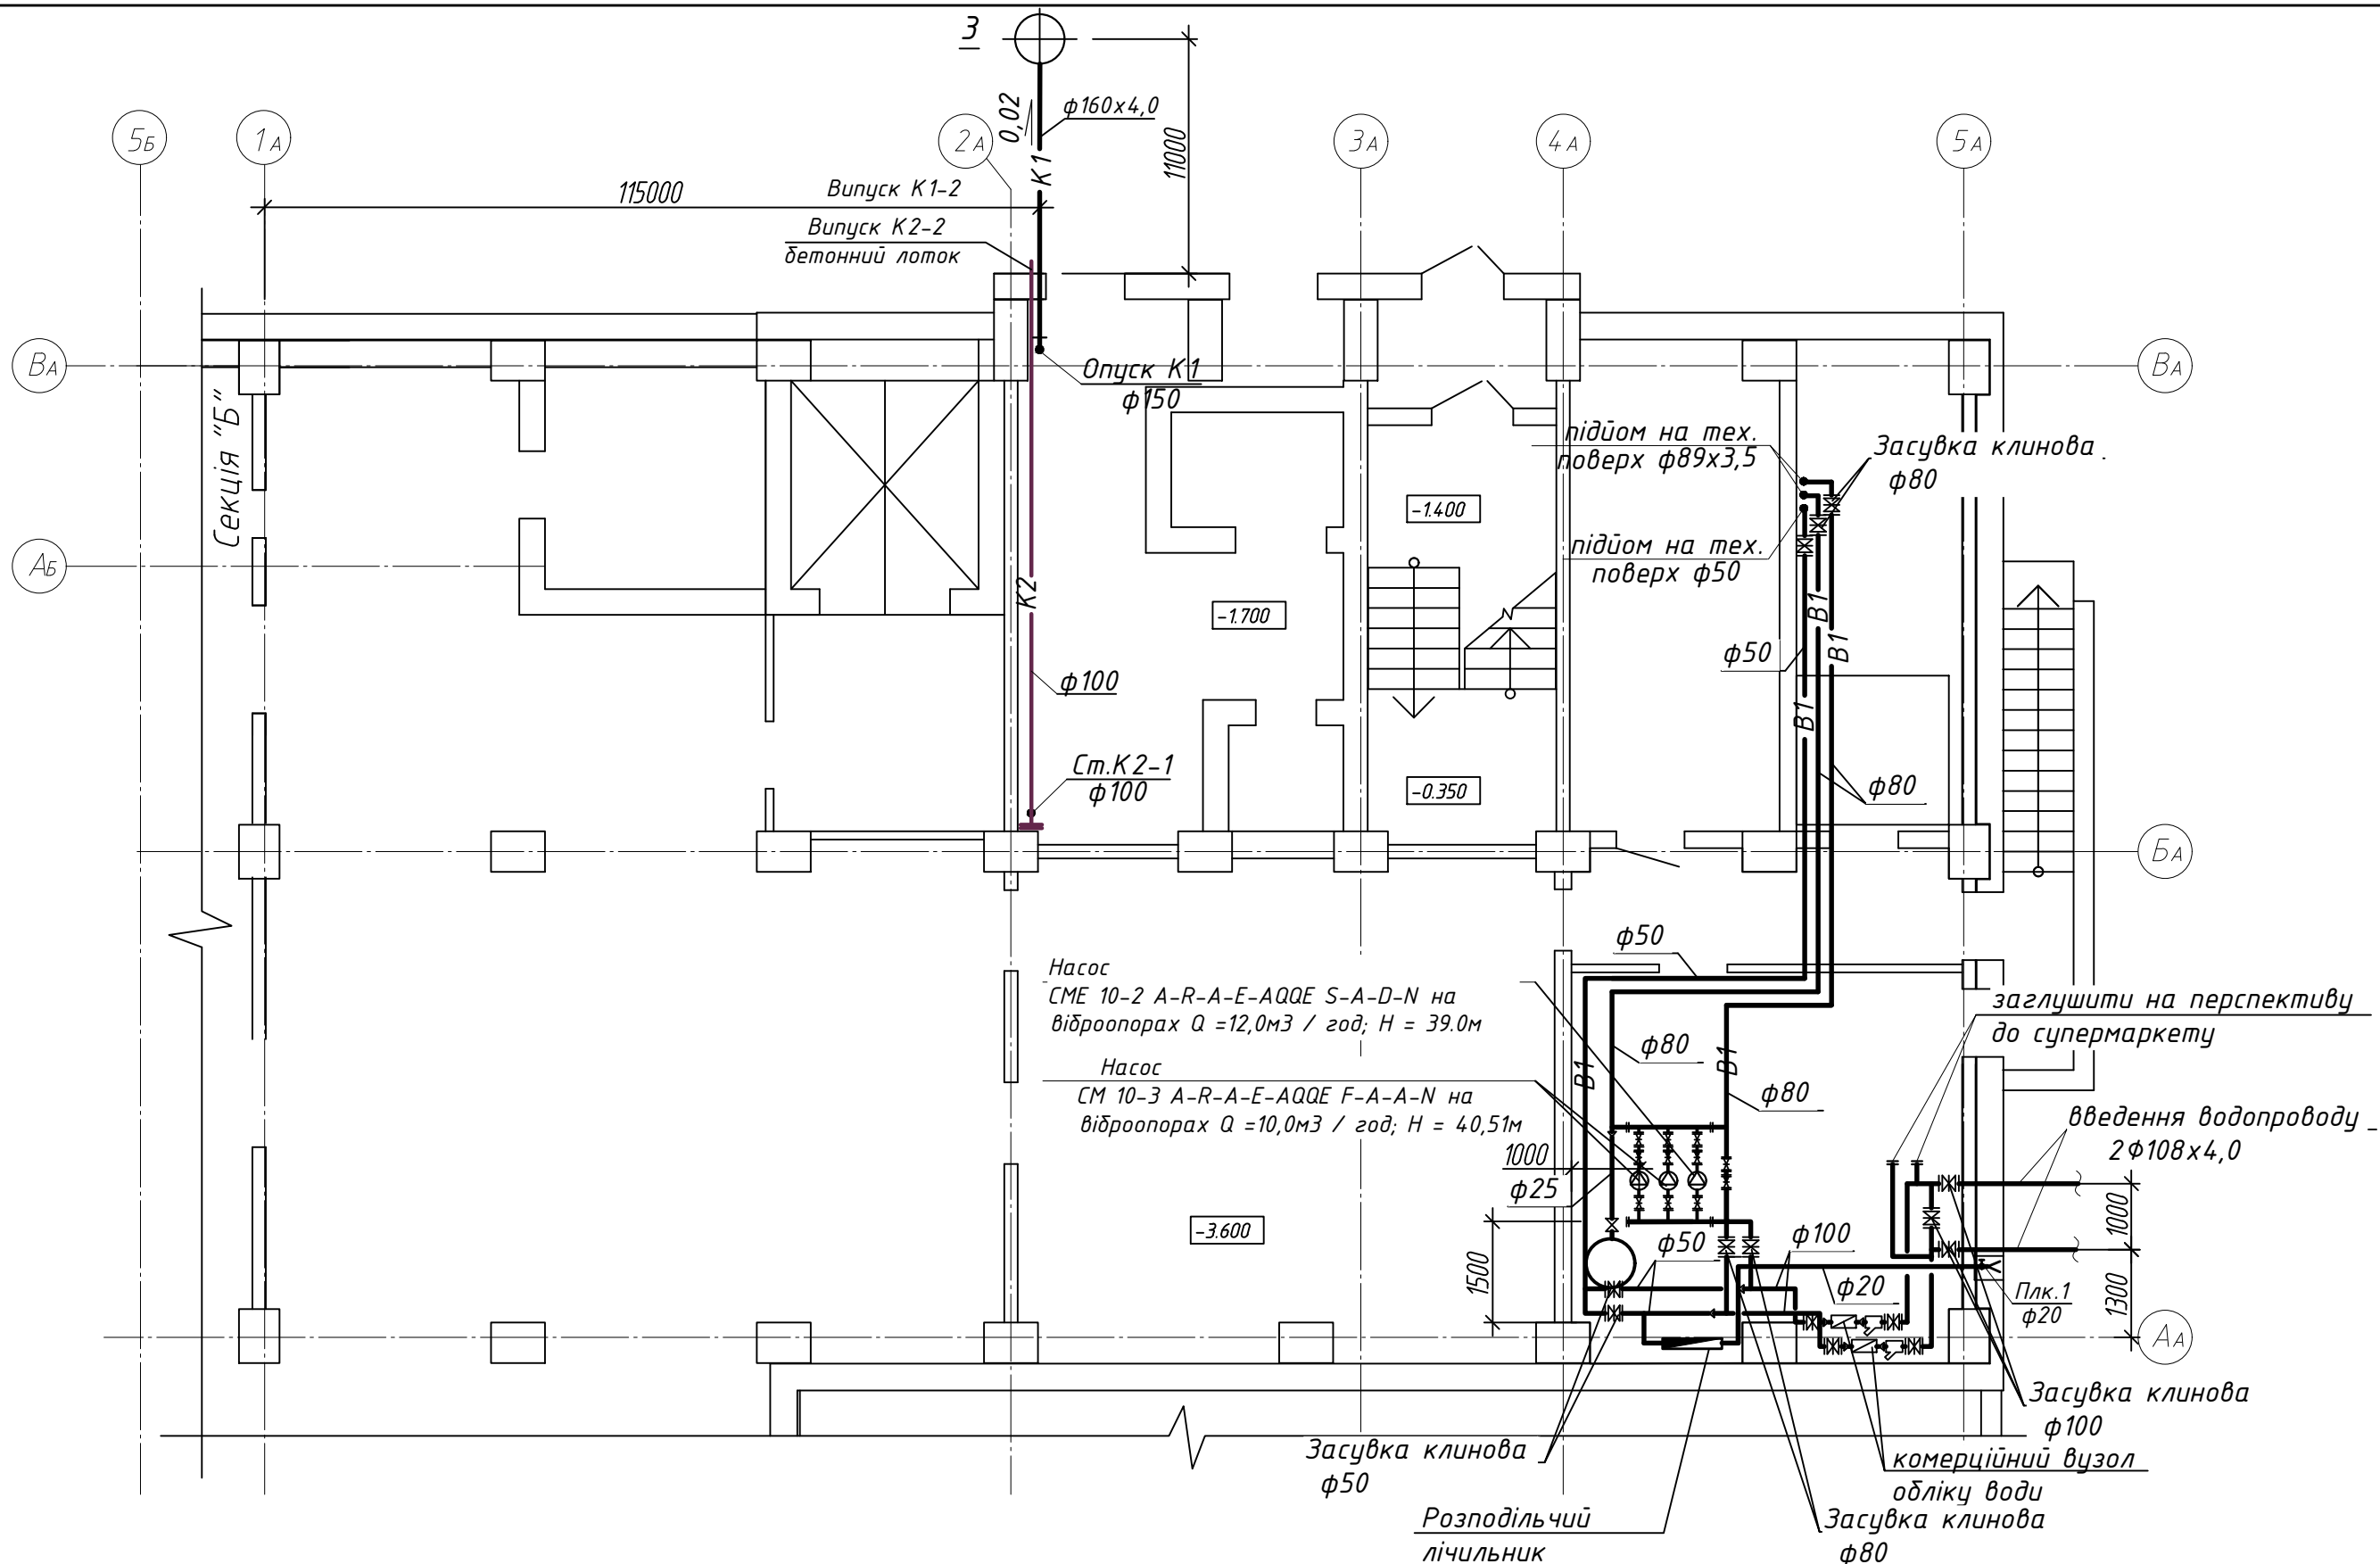 3
0,02
ф160х4,0
11000
К1
5Б
1А
2А
3А
4А
5А
115000
Випуск К1-2
Випуск К2-2
бетонний лоток
ВА
ВА
Опуск К1
ф150
Секція "Б"
підйом на тех.
поверх ф89х3,5
Засувка клинова
ф80
-1.400
підйом на тех.
поверх ф50
АБ
К2
-1.700
В1
В1
ф50
ф100
В1
Ст.К2-1
ф100
-0.350
ф80
БА
ф50
Насос
СМЕ 10-2 A-R-A-E-AQQE S-A-D-N на
віброопорах Q =12,0м3 / год; Н = 39.0м
заглушити на перспективу
до супермаркету
ф80
В1
В1
Насос
СМ 10-3 A-R-A-E-AQQE F-A-A-N на
віброопорах Q =10,0м3 / год; Н = 40,51м
ф80
введення водопроводу
2Ф108х4,0
1000
ф25
-3.600
1000
ф50
ф100
1500
ф20
Плк.1
ф20
1300
АА
Засувка клинова
ф100
Засувка клинова
ф50
комерційний вузол
обліку води
Розподільчий
лічильник
Засувка клинова
ф80